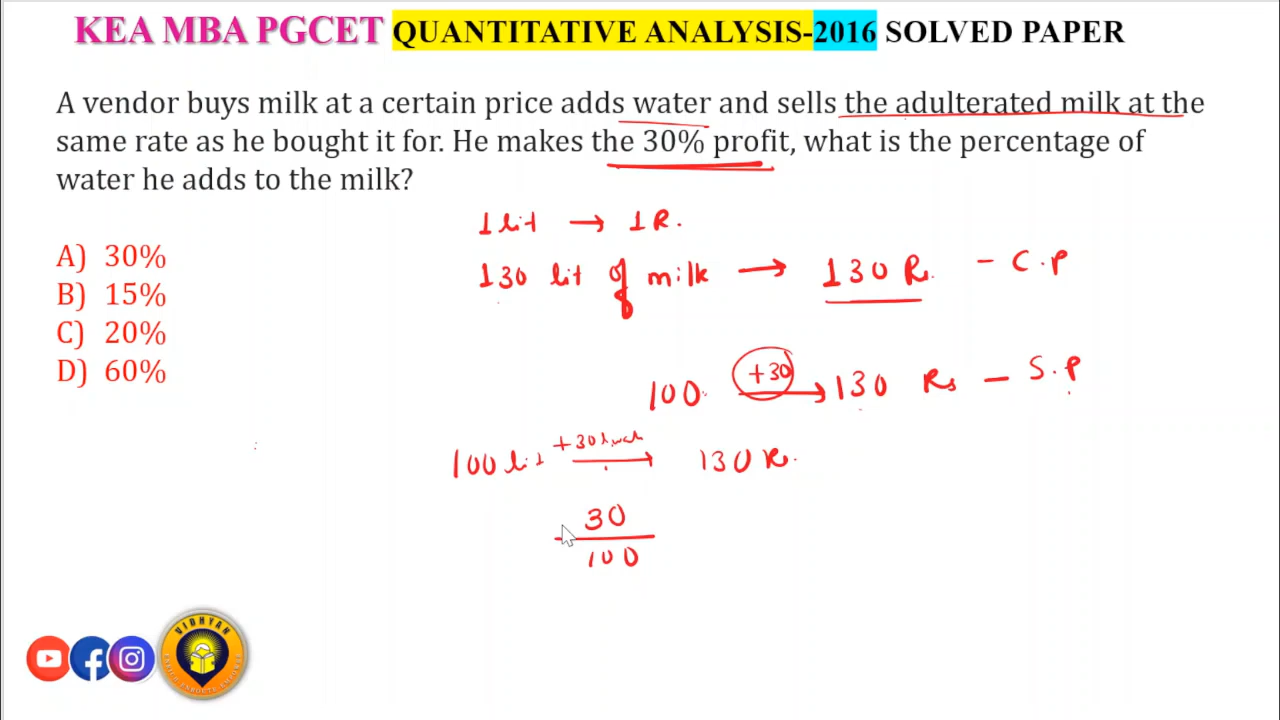 KEA MBA PGCET QUANTITATIVE ANALYSIS-2016 SOLVED PAPER
A vendor buys milk at a certain price adds water and sells the adulterated milk at the
same rate as he bought it for. He makes the 30% profit, what is the percentage of
water he adds to the milk?
A) 30%
B) 15%
C) 20%
D) 60%
1 lit → 1 R.
130 lit of milk → 130 Rs. - C.P
100 +30 → 130 Rs - S.P
100 lit +30 → 130 Rs.
30
100
VIDHYAN